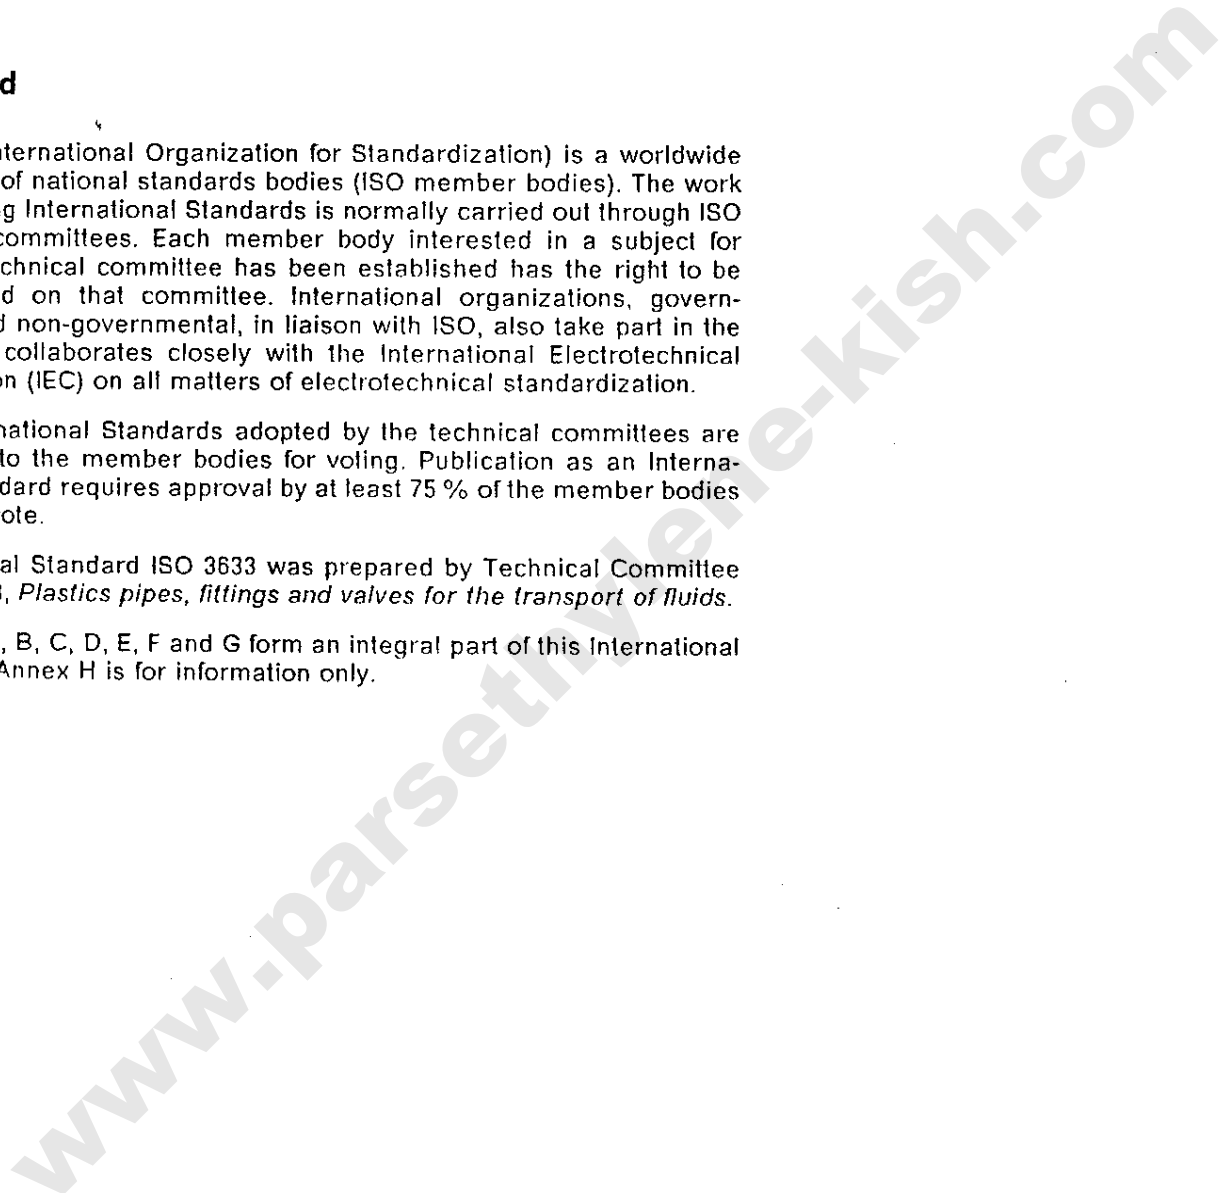 d
nternational Organization for Standardization) is a worldwide
of national standards bodies (ISO member bodies). The work
g International Standards is normally carried out through ISO
committees. Each member body interested in a subject for
chnical committee has been established has the right to be
d on that committee. International organizations, govern-
d non-governmental, in liaison with ISO, also take part in the
collaborates closely with the International Electrotechnical
on (IEC) on all matters of electrotechnical standardization.
national Standards adopted by the technical committees are
to the member bodies for voting. Publication as an Interna-
dard requires approval by at least 75 % of the member bodies
ote.
al Standard ISO 3633 was prepared by Technical Committee
, Plastics pipes, fittings and valves for the transport of fluids.
, B, C, D, E, F and G form an integral part of this International
Annex H is for information only.
www.parsethylene-kish.com